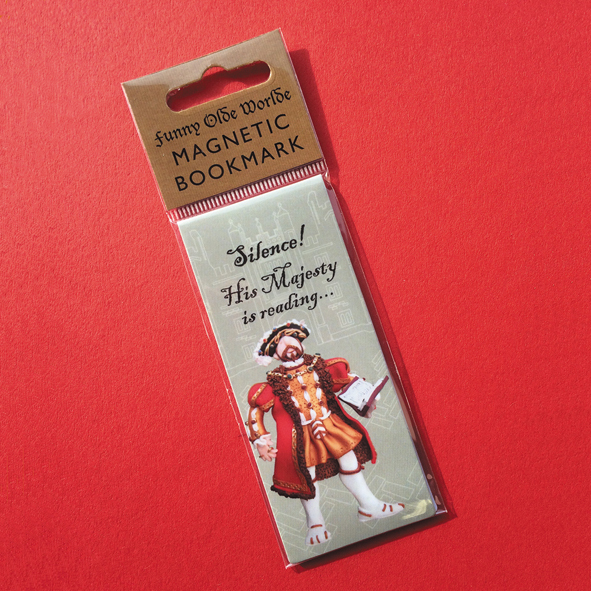 Funny Olde Worlde
MAGNETIC
BOOKMARK
Silence!
His Majesty
is reading...